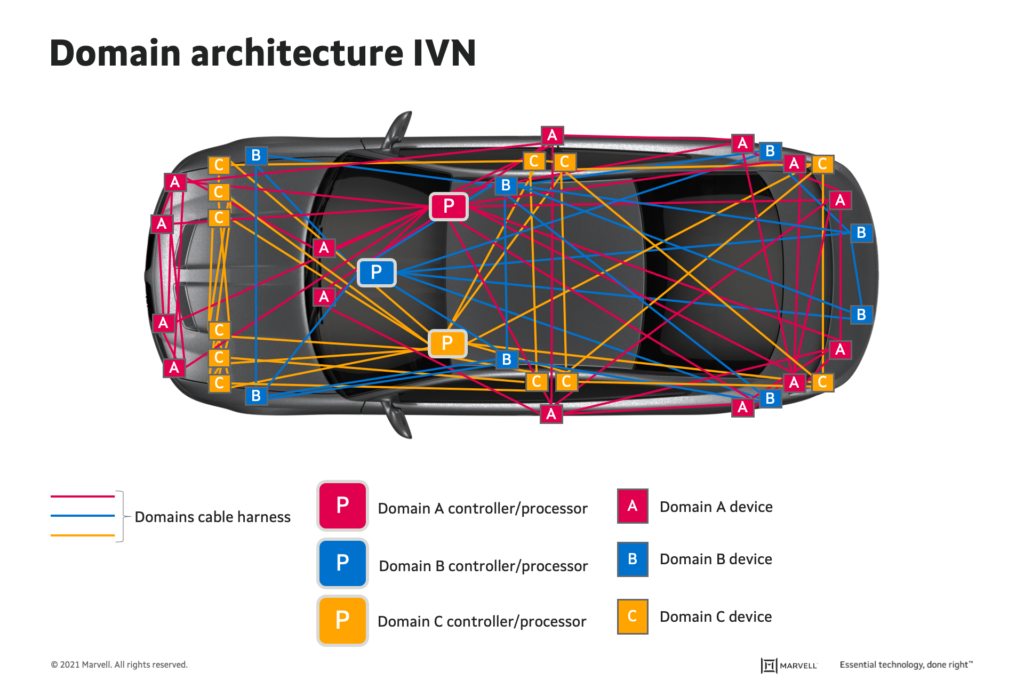 Domain architecture IVN
A
A
B
B
A
C
C
C
C
A
B
C
B
A
P
A
C
B
A
P
B
A
A
C
P
A
C
B
C
C
A
C
C
A
C
B
B
A
A
P
Domain A controller/processor
A
Domain A device
Domains cable harness
P
Domain B controller/processor
B
Domain B device
P
Domain C controller/processor
C
Domain C device
© 2021 Marvell. All rights reserved.
MARVELL
Essential technology, done right™